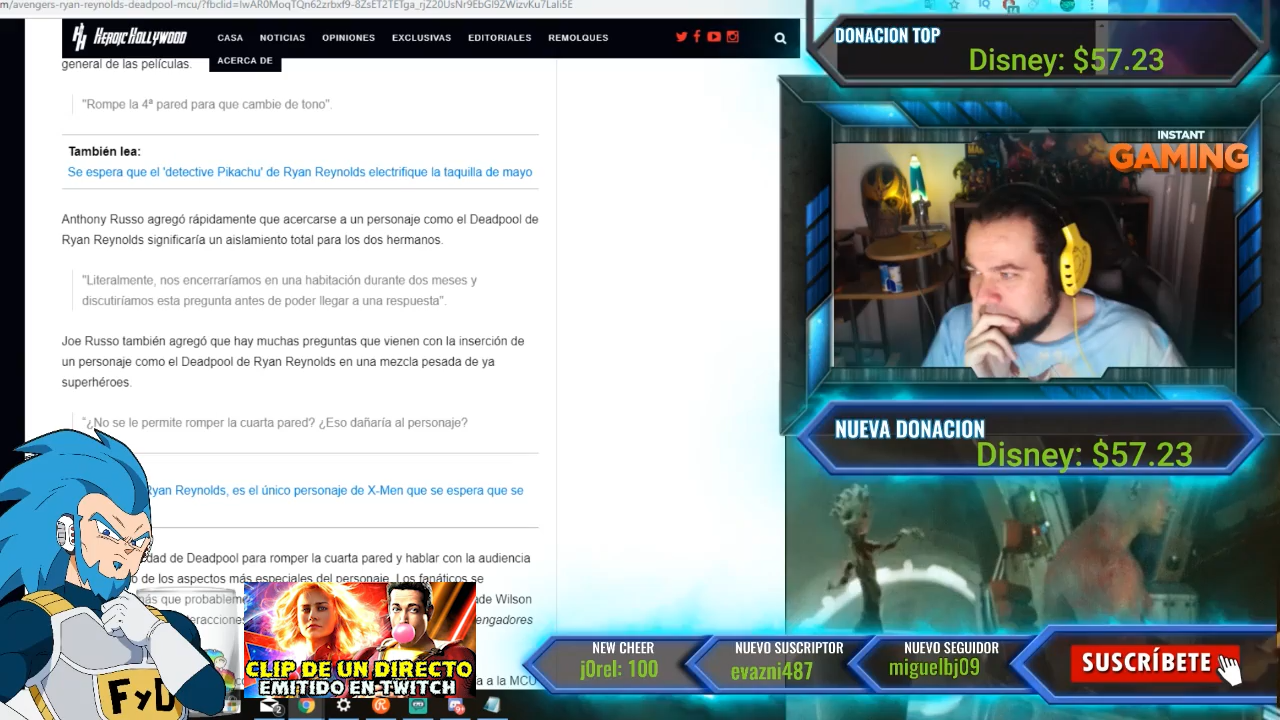 m/avengers-ryan-reynolds-deadpool-mcu/?fbclid=IwAR0MoqTQn62zrbxf9-8ZsET2TETga_rjZ20UsNr9EbGl9ZWizvKu7Lali5E
HEROIC HOLLYWOOD
CASA NOTICIAS OPINIONES EXCLUSIVAS EDITORIALES REMOLQUES
ACERCA DE
general de las películas.
"Rompe la 4ª pared para que cambie de tono".
También lea:
Se espera que el 'detective Pikachu' de Ryan Reynolds electrifique la taquilla de mayo
Anthony Russo agregó rápidamente que acercarse a un personaje como el Deadpool de
Ryan Reynolds significaría un aislamiento total para los dos hermanos.
"Literalmente, nos encerraríamos en una habitación durante dos meses y
discutiríamos esta pregunta antes de poder llegar a una respuesta".
Joe Russo también agregó que hay muchas preguntas que vienen con la inserción de
un personaje como el Deadpool de Ryan Reynolds en una mezcla pesada de ya
superhéroes.
"¿No se le permite romper la cuarta pared? ¿Eso dañaría al personaje?
Ryan Reynolds, es el único personaje de X-Men que se espera que se
dad de Deadpool para romper la cuarta pared y hablar con la audiencia
o de los aspectos más especiales del personaje. Los fanáticos se
más que probableme
ade Wilson
teracciones
engadores
a a la MCU
FyD
CLIP DE UN DIRECTO
EMITIDO EN TWITCH
DONACION TOP
Disney: $57.23
INSTANT
GAMING
NUEVA DONACION
Disney: $57.23
NEW CHEER
j0rel: 100
NUEVO SUSCRIPTOR
evazni487
NUEVO SEGUIDOR
miguelbj09
SUSCRÍBETE